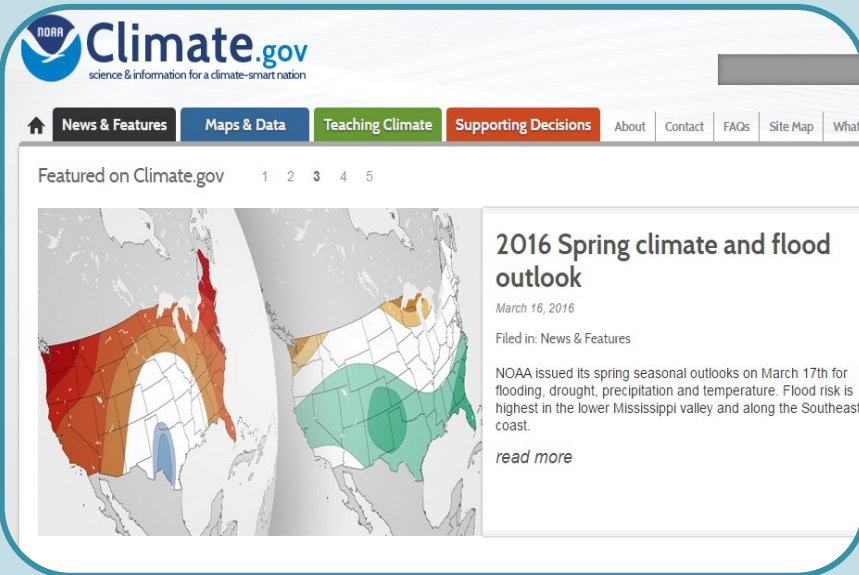 NOAA
Climate.gov
science & information for a climate-smart nation
News & Features
Maps & Data
Teaching Climate
Supporting Decisions
About
Contact
FAQs
Site Map
What
Featured on Climate.gov
1 2 3 4 5
2016 Spring climate and flood
outlook
March 16, 2016
Filed in: News & Features
NOAA issued its spring seasonal outlooks on March 17th for
flooding, drought, precipitation and temperature. Flood risk is
highest in the lower Mississippi valley and along the Southeast
coast.
read more